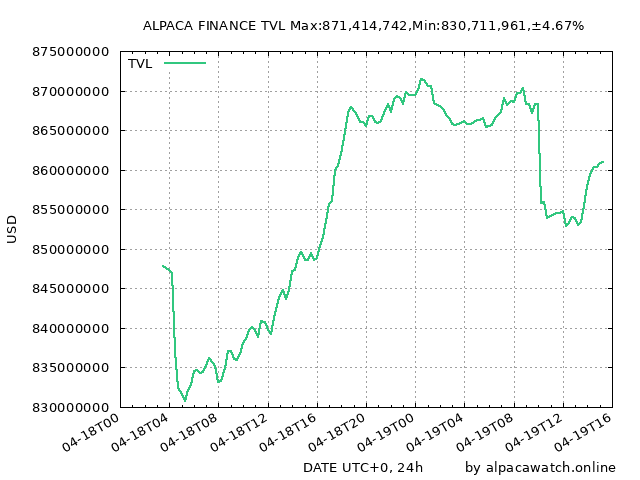 ALPACA FINANCE TVL Max:871,414,742,Min:830,711,961,±4.67%
875000000
TVL
870000000
865000000
860000000
855000000
USD
850000000
845000000
840000000
835000000
830000000
04-18T00 04-18T04 04-18T08 04-18T12 04-18T16 04-18T20 04-19T00 04-19T04 04-19T08 04-19T12 04-19T16
DATE UTC+0, 24h by alpacawatch.online